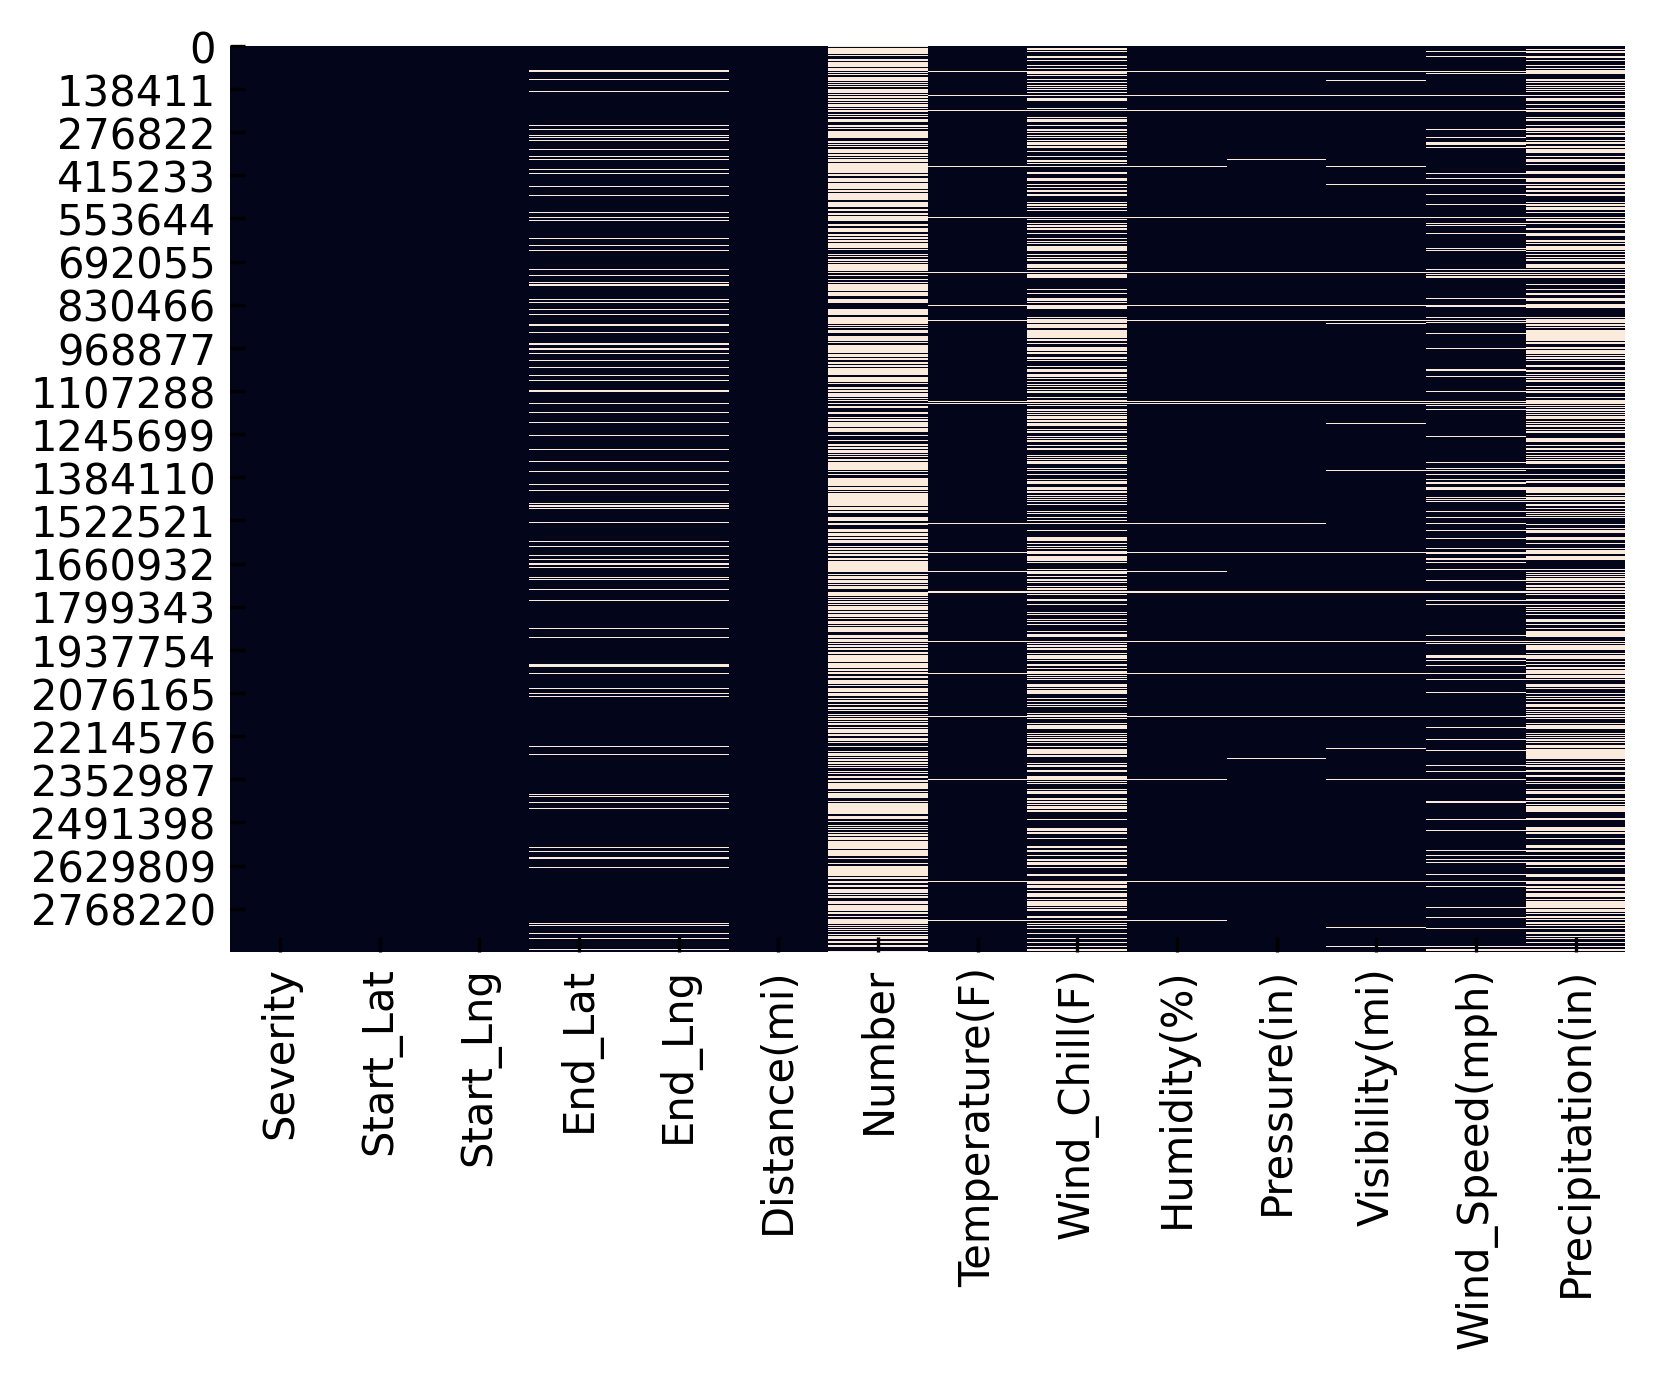 0
138411
276822
415233
553644
692055
830466
968877
1107288
1245699
1384110
1522521
1660932
1799343
1937754
2076165
2214576
2352987
2491398
2629809
2768220
Severity
Start_Lat
Start_Lng
End_Lat
End_Lng
Distance(mi)
Number
Temperature(F)
Wind_Chill(F)
Humidity(%)
Pressure(in)
Visibility(mi)
Wind_Speed(mph)
Precipitation(in)